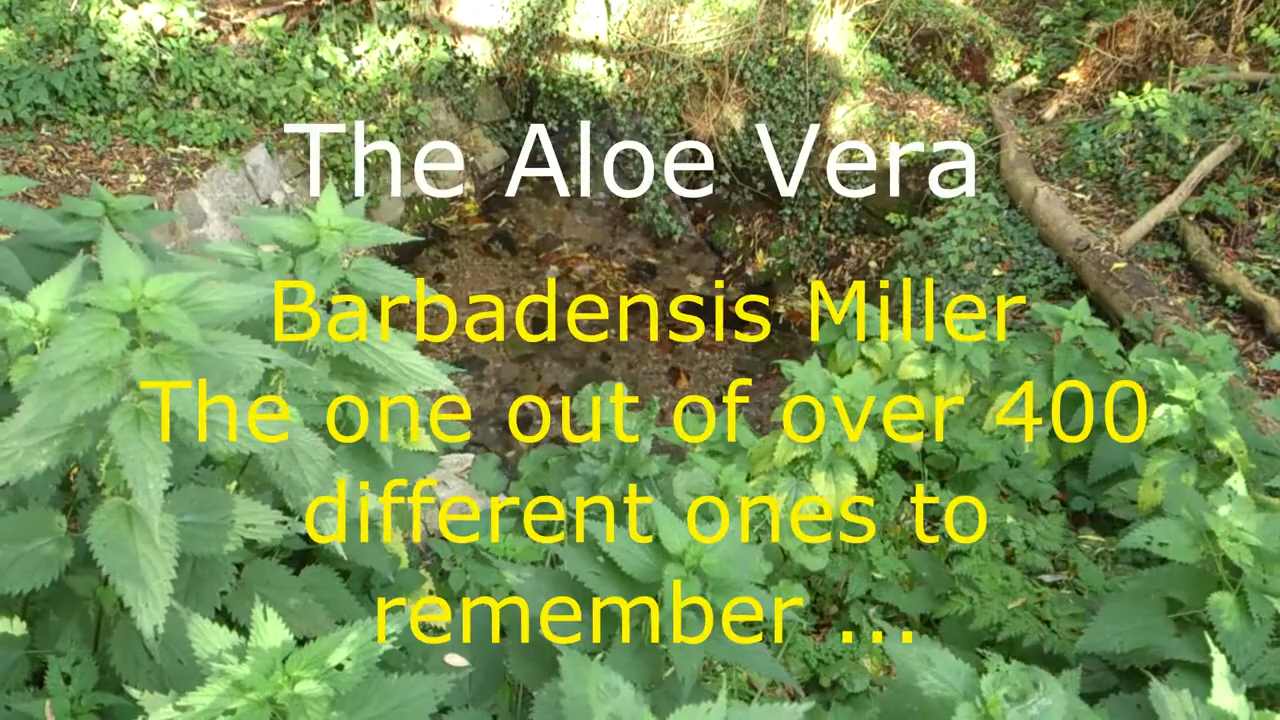 The Aloe Vera
Barbadensis Miller
The one out of over 400
different ones to
remember ...